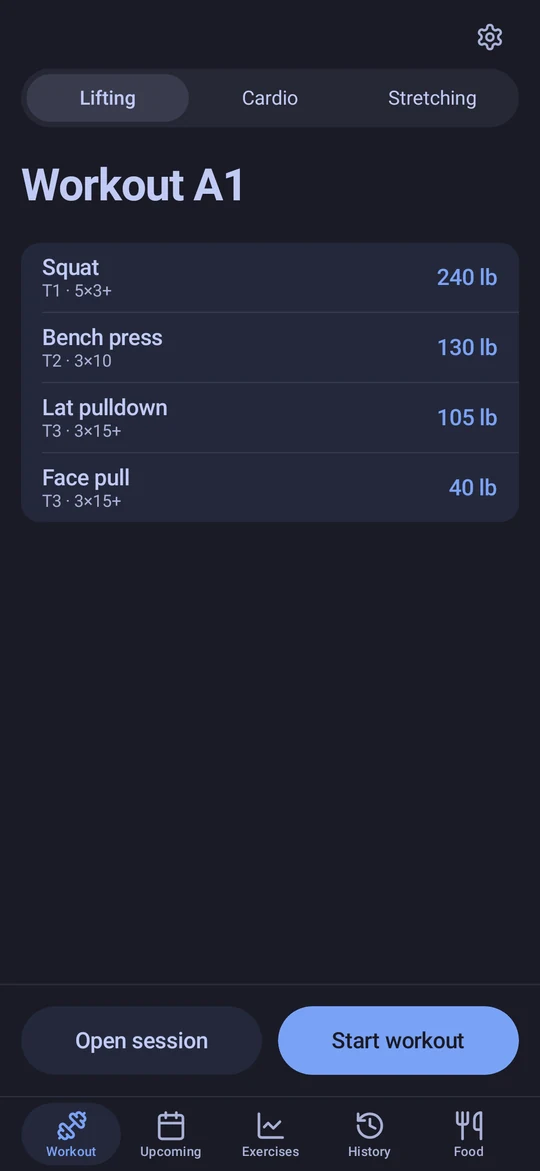 Lifting Cardio Stretching
Workout A1
Squat 240 lb
T1 · 5×3+
Bench press 130 lb
T2 · 3×10
Lat pulldown 105 lb
T3 · 3×15+
Face pull 40 lb
T3 · 3×15+
Open session Start workout
Workout Upcoming Exercises History Food